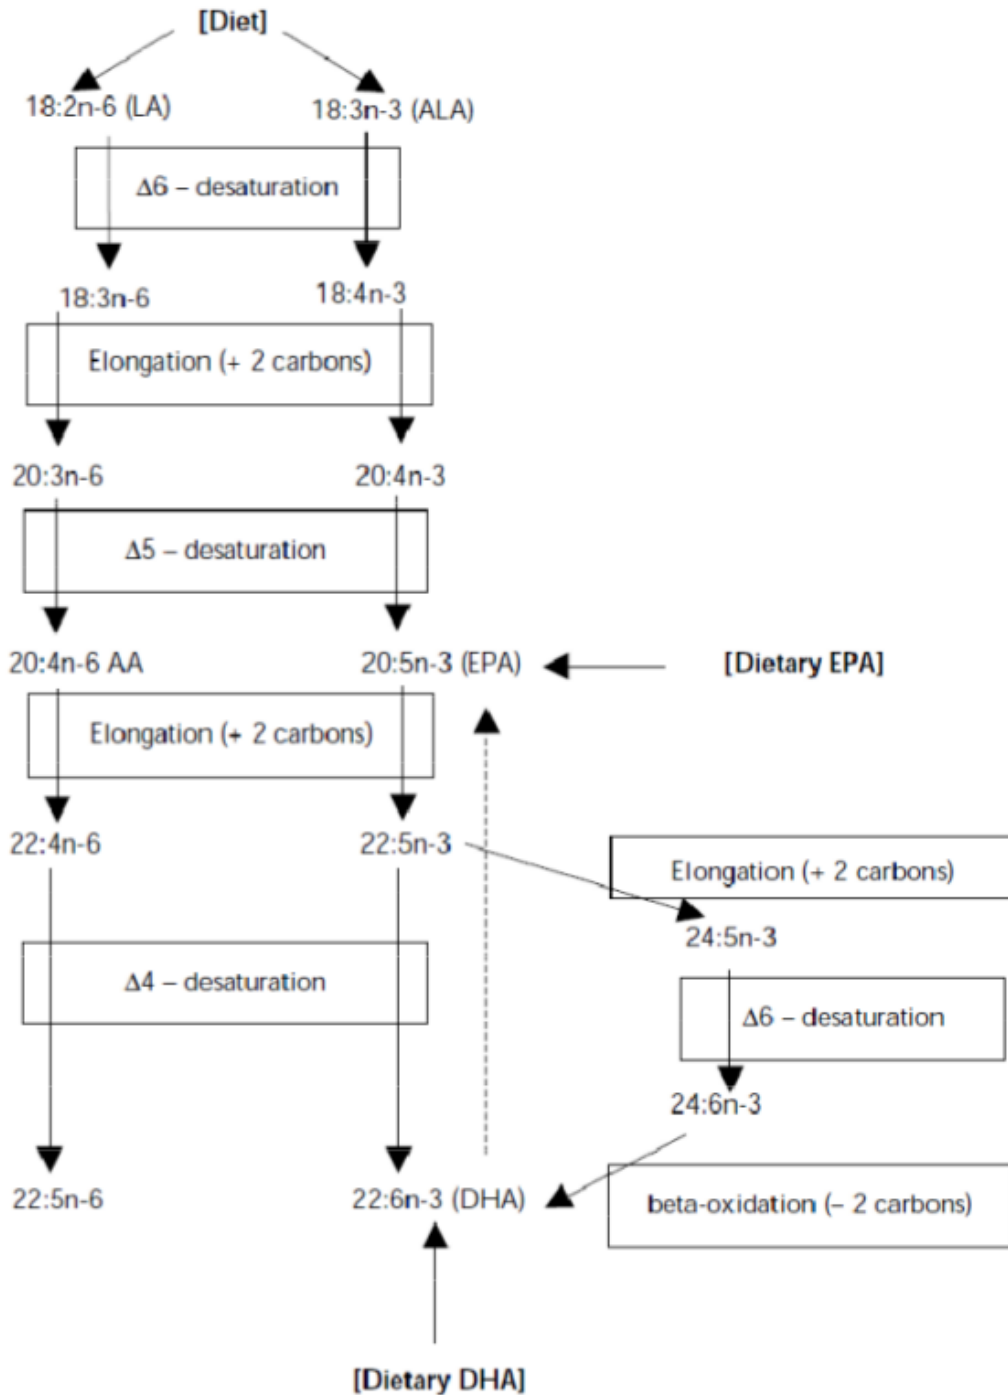 [Diet]
18:2n-6 (LA)
18:3n-3 (ALA)
Δ6 – desaturation
18:3n-6
18:4n-3
Elongation (+ 2 carbons)
20:3n-6
20:4n-3
Δ5 – desaturation
20:4n-6 AA
20:5n-3 (EPA)
[Dietary EPA]
Elongation (+ 2 carbons)
22:4n-6
22:5n-3
Elongation (+ 2 carbons)
24:5n-3
Δ4 – desaturation
Δ6 – desaturation
24:6n-3
22:5n-6
22:6n-3 (DHA)
beta-oxidation (– 2 carbons)
[Dietary DHA]